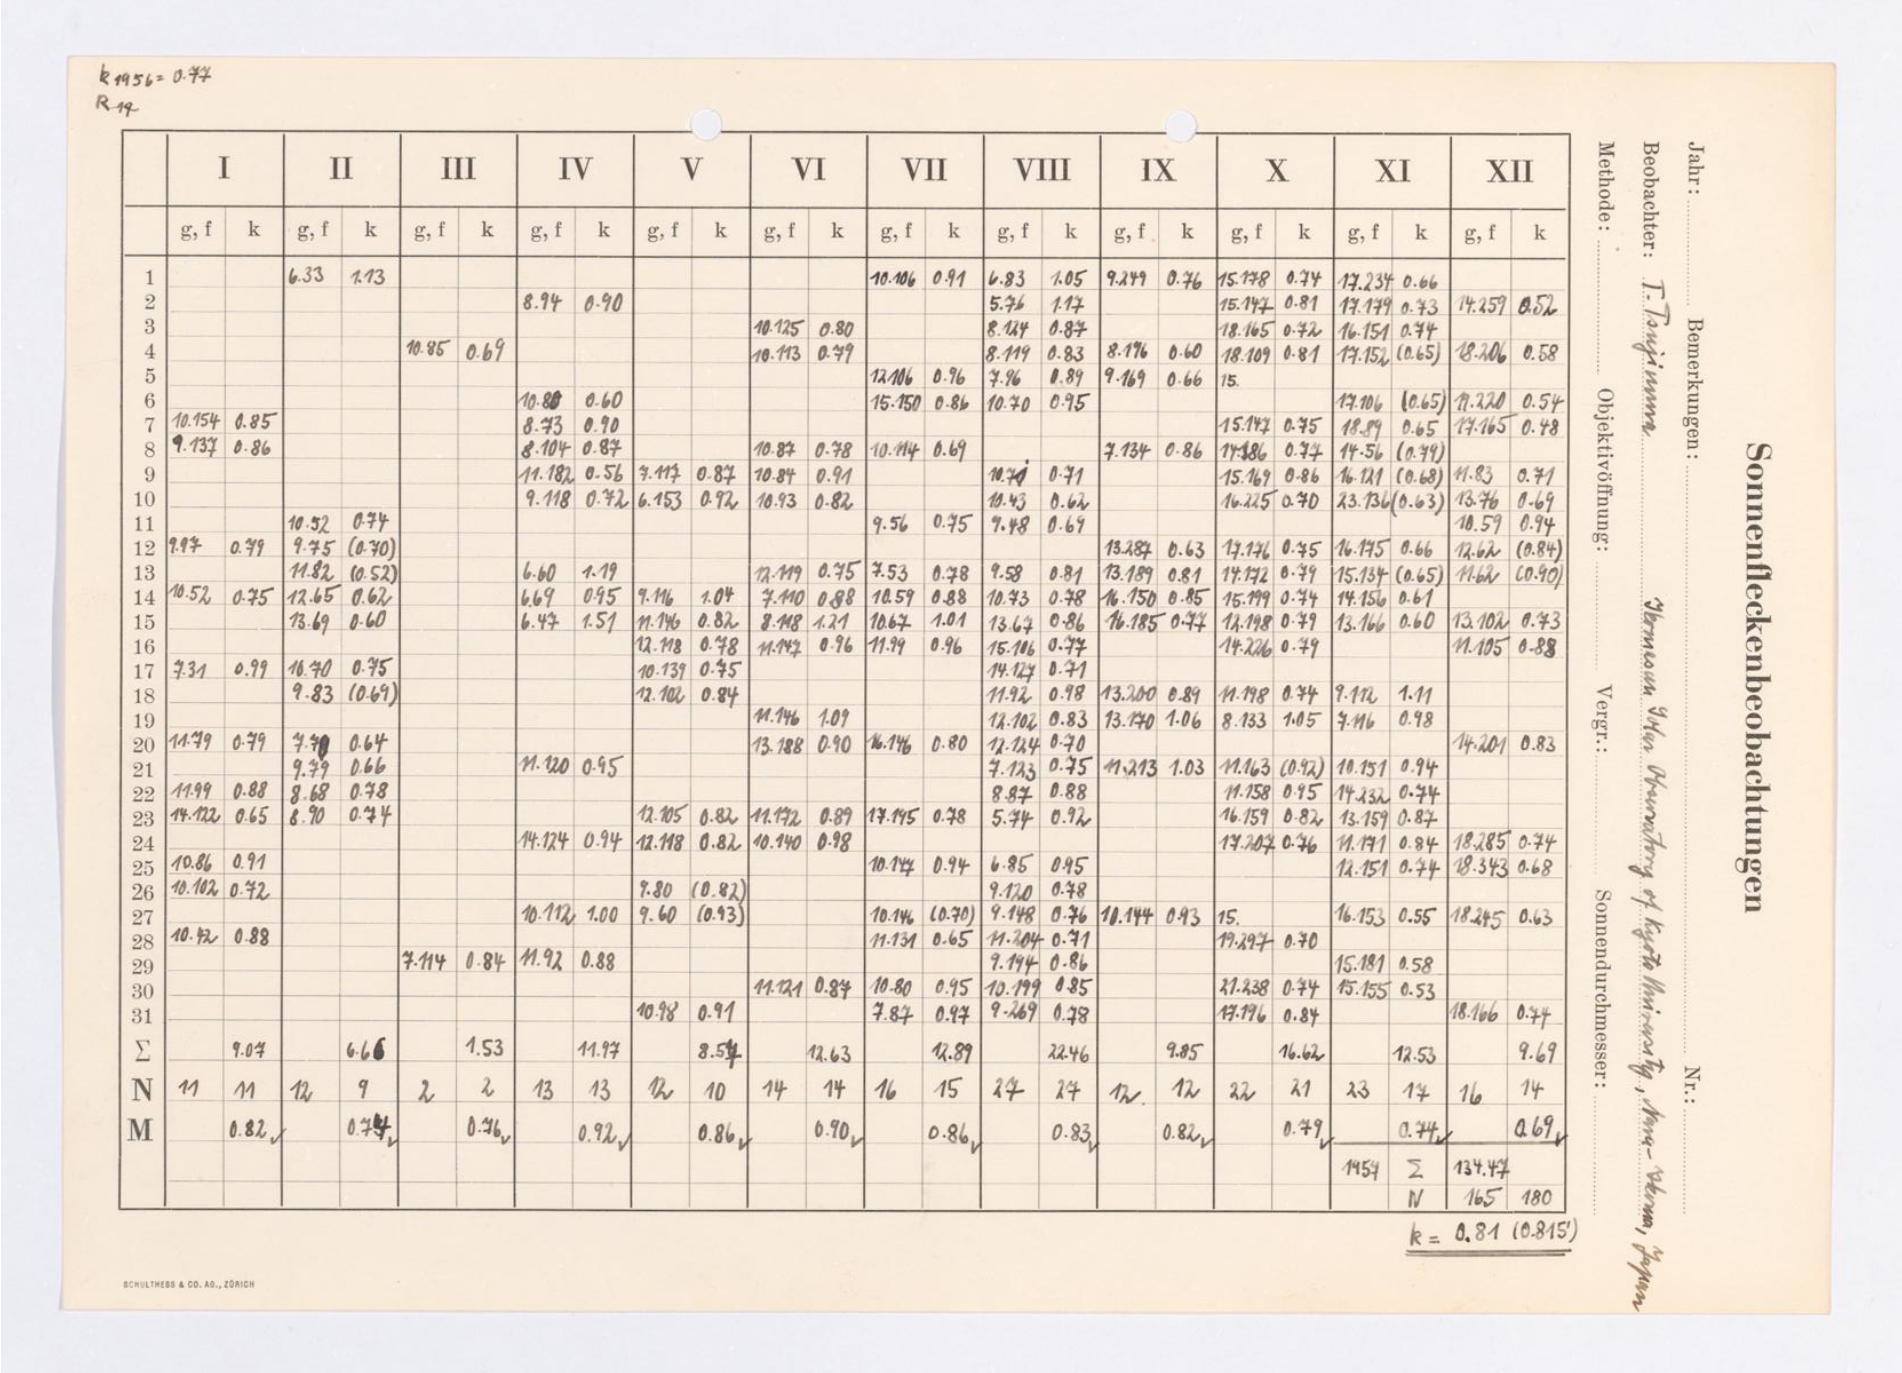 k 1956 = 0.77
R 19
I II III IV V VI VII VIII IX X XI XII
g, f k g, f k g, f k g, f k g, f k g, f k g, f k g, f k g, f k g, f k g, f k g, f k
1 6.33 1.13 10.106 0.91 6.83 1.05 9.249 0.76 15.178 0.74 17.234 0.66
2 8.94 0.90 5.76 1.17 15.147 0.81 17.179 0.73 14.259 0.52
3 10.125 0.80 8.124 0.87 18.165 0.72 16.151 0.74
4 10.85 0.69 10.113 0.79 8.119 0.83 8.176 0.60 18.109 0.81 17.152 (0.65) 18.206 0.58
5 12.106 0.96 7.96 0.89 9.169 0.66 15.
6 10.80 0.60 15.150 0.86 10.70 0.95 17.106 (0.65) 11.220 0.54
7 10.154 0.85 8.73 0.90 15.147 0.75 18.89 0.65 17.165 0.48
8 9.137 0.86 8.104 0.87 10.87 0.78 10.114 0.69 7.134 0.86 14.186 0.77 14.56 (0.79)
9 11.182 0.56 7.117 0.87 10.84 0.91 10.71 0.71 15.169 0.86 16.121 (0.68) 11.83 0.71
10 9.118 0.72 6.153 0.92 10.93 0.82 10.43 0.62 16.225 0.70 23.136 (0.63) 13.76 0.69
11 10.52 0.74 9.56 0.75 9.48 0.69 10.59 0.94
12 9.97 0.79 9.75 (0.70) 13.287 0.63 17.176 0.75 16.175 0.66 12.62 (0.84)
13 11.82 (0.52) 6.60 1.19 12.119 0.75 7.53 0.78 9.58 0.81 13.189 0.81 14.172 0.79 15.134 (0.65) 11.62 (0.90)
14 10.52 0.75 12.65 0.62 6.69 0.95 9.116 1.04 7.110 0.88 10.59 0.88 10.73 0.78 16.150 0.85 15.199 0.74 14.156 0.61
15 13.69 0.60 6.47 1.51 11.146 0.82 8.118 1.21 10.67 1.01 13.67 0.86 16.185 0.77 12.198 0.79 13.166 0.60 13.102 0.73
16 12.118 0.78 11.147 0.96 11.99 0.96 15.106 0.77 14.226 0.79 11.105 0.88
17 7.31 0.99 10.70 0.75 10.139 0.75 14.127 0.71
18 9.83 (0.69) 12.102 0.84 11.92 0.98 13.200 0.89 11.198 0.74 9.112 1.11
19 11.146 1.09 12.102 0.83 13.170 1.06 8.133 1.05 7.116 0.98
20 11.79 0.79 7.70 0.64 13.188 0.90 16.146 0.80 12.124 0.70 14.201 0.83
21 9.79 0.66 11.120 0.95 7.123 0.75 11.213 1.03 11.163 (0.92) 10.151 0.94
22 11.99 0.88 8.68 0.78 8.87 0.88 11.158 0.95 14.232 0.74
23 14.122 0.65 8.90 0.74 12.105 0.82 11.172 0.89 17.195 0.78 5.74 0.92 16.159 0.82 13.159 0.87
24 14.124 0.94 12.118 0.82 10.140 0.98 17.207 0.76 11.171 0.84 18.285 0.74
25 10.86 0.91 10.147 0.94 6.85 0.95 12.151 0.74 18.343 0.68
26 10.102 0.72 9.80 (0.82) 9.120 0.78
27 10.112 1.00 9.60 (0.93) 10.146 (0.70) 9.148 0.76 10.144 0.93 15. 16.153 0.55 18.245 0.63
28 10.42 0.88 11.131 0.65 11.204 0.71 19.297 0.70
29 7.114 0.84 11.92 0.88 9.194 0.86 15.181 0.58
30 11.121 0.87 10.80 0.95 10.199 0.85 21.238 0.74 15.155 0.53
31 10.98 0.91 7.87 0.97 9.269 0.78 17.196 0.84 18.166 0.74
Σ 9.07 6.66 1.53 11.97 8.57 12.63 12.89 22.46 9.85 16.62 12.53 9.69
N 11 11 12 9 2 2 13 13 12 10 14 14 16 15 27 27 12 12 22 21 23 17 16 14
M 0.82 0.74 0.76 0.92 0.86 0.90 0.86 0.83 0.82 0.79 0.74 0.69
1957 Σ 134.47
N 165 180
k = 0.81 (0.815)
SCHULTHESS & CO. AG., ZÜRICH
Sonnenfleckenbeobachtungen
Jahr: Bemerkungen: Nr.:
Beobachter: T. Tsujimura Solar Observatory of Kyoto University, Japan
Methode: Objektivöffnung: Vergr.: Sonnendurchmesser: